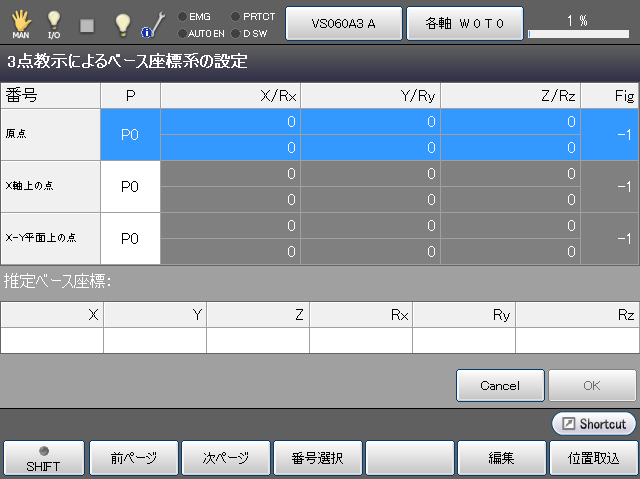 MAN
I/O
EMG
AUTO EN
PRTCT
D SW
VS060A3 A
各軸 W0T0
1 %
3点教示によるベース座標系の設定
番号 P X/Rx Y/Ry Z/Rz Fig
原点 P0 0 0 0 -1
0 0 0
X軸上の点 P0 0 0 0 -1
0 0 0
X-Y平面上の点 P0 0 0 0 -1
0 0 0
推定ベース座標:
X Y Z Rx Ry Rz
Cancel OK
Shortcut
SHIFT 前ページ 次ページ 番号選択 編集 位置取込